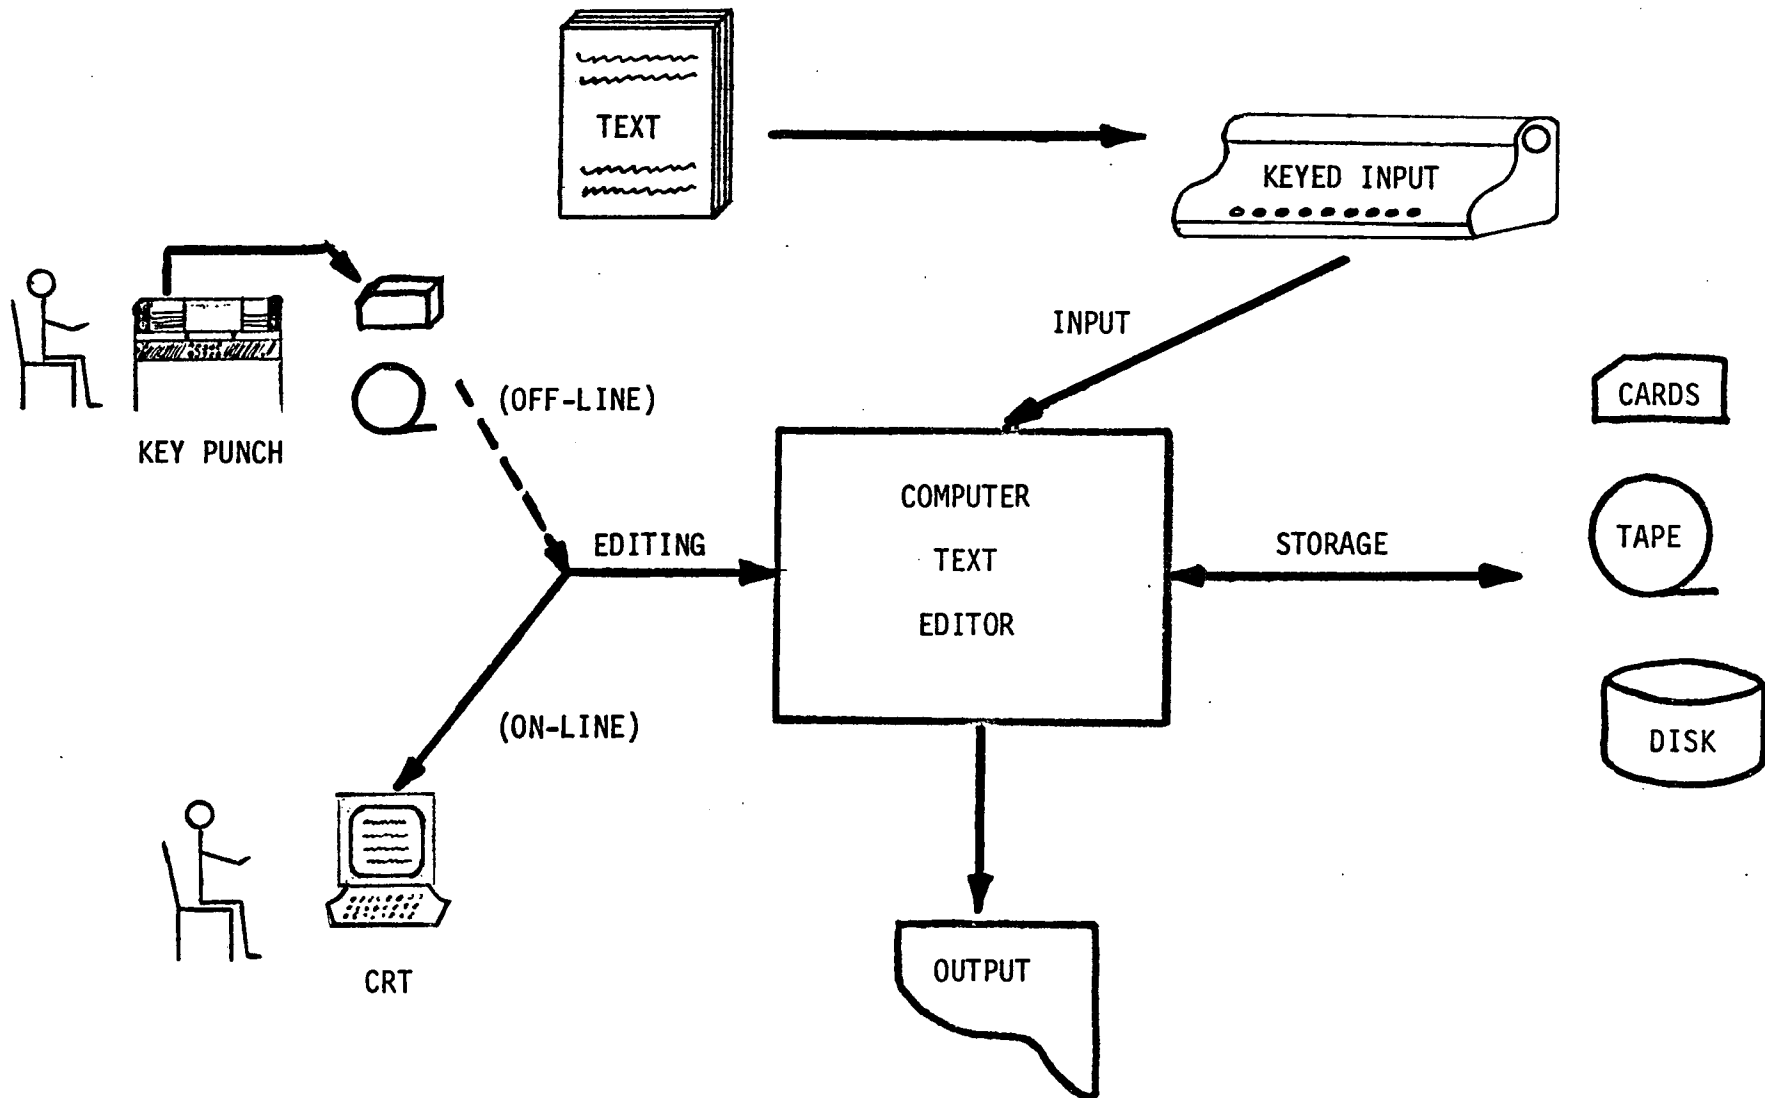 TEXT
KEYED INPUT
INPUT
(OFF-LINE)
KEY PUNCH
CARDS
COMPUTER
TEXT
EDITOR
EDITING
STORAGE
TAPE
(ON-LINE)
DISK
CRT
OUTPUT